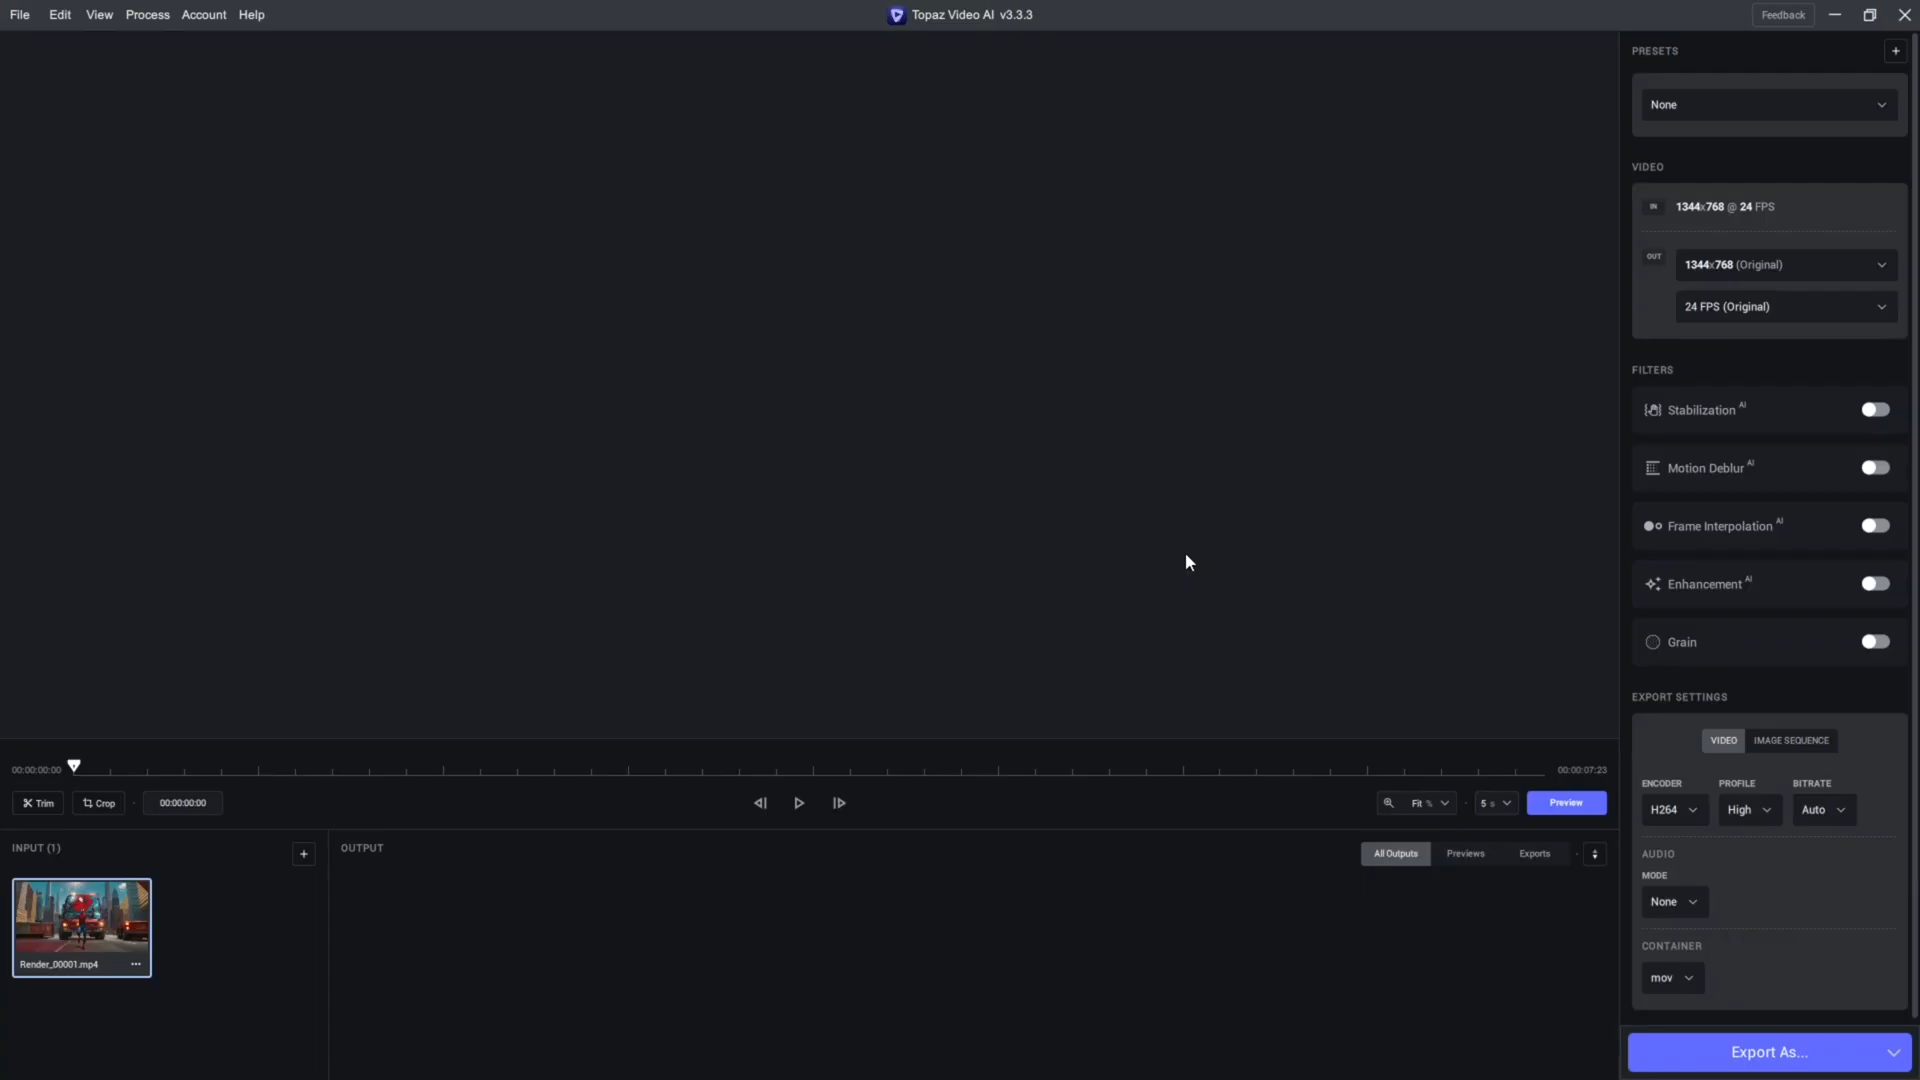 File Edit View Process Account Help
Topaz Video AI v3.3.3
Feedback
PRESETS
None
VIDEO
IN 1344x768 @ 24 FPS
OUT 1344x768 (Original)
24 FPS (Original)
FILTERS
Stabilization AI
Motion Deblur AI
Frame Interpolation AI
Enhancement AI
Grain
EXPORT SETTINGS
VIDEO IMAGE SEQUENCE
ENCODER PROFILE BITRATE
H264 High Auto
AUDIO
MODE
None
CONTAINER
mov
Export As...
00:00:00:00 00:00:07:23
Trim Crop 00:00:00:00 Fit % 5 s Preview
INPUT (1) OUTPUT All Outputs Previews Exports
Render_00001.mp4